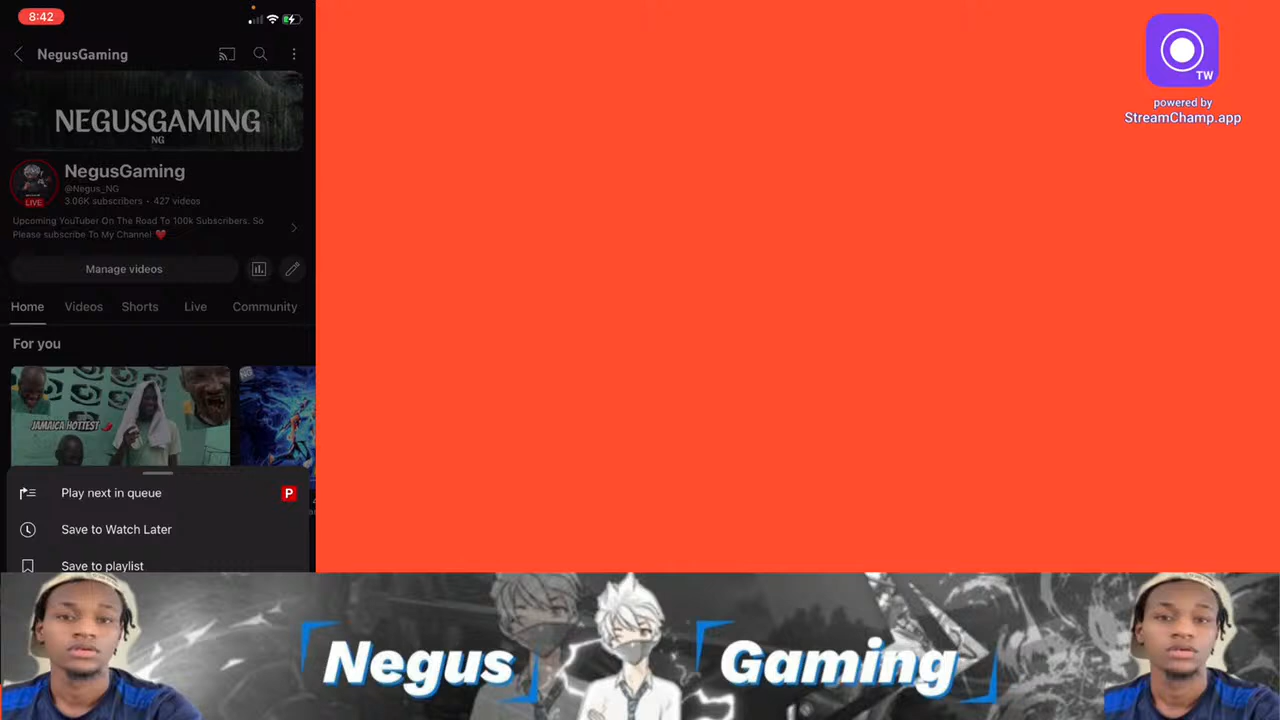 8:42
NegusGaming
NEGUSGAMING
NG
NegusGaming
@Negus_NG
LIVE
3.06K subscribers • 427 videos
Upcoming YouTuber On The Road To 100k Subscribers. So
Please subscribe To My Channel ❤️
Manage videos
Home Videos Shorts Live Community
For you
NG
JAMAICA HOTTEST
Play next in queue P
Save to Watch Later
Save to playlist
TW
powered by
StreamChamp.app
Negus Gaming